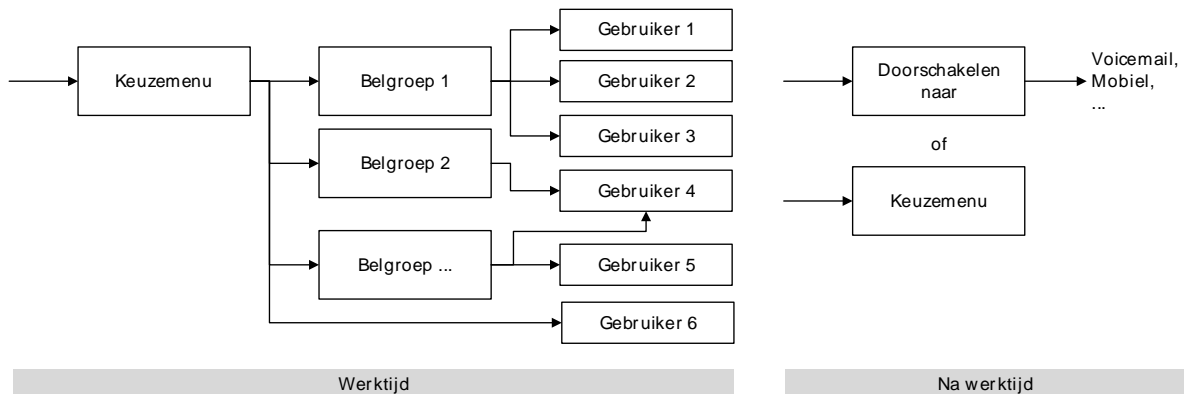 Keuzemenu
Belgroep 1
Belgroep 2
Belgroep ...
Gebruiker 1
Gebruiker 2
Gebruiker 3
Gebruiker 4
Gebruiker 5
Gebruiker 6
Werktijd
Doorschakelen
naar
Voicemail,
Mobiel,
...
of
Keuzemenu
Na werktijd